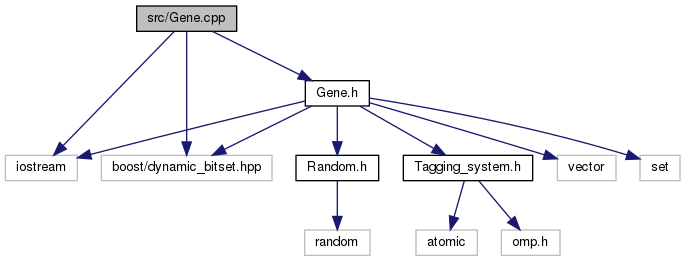 src/Gene.cpp
Gene.h
iostream
boost/dynamic_bitset.hpp
Random.h
Tagging_system.h
vector
set
random
atomic
omp.h